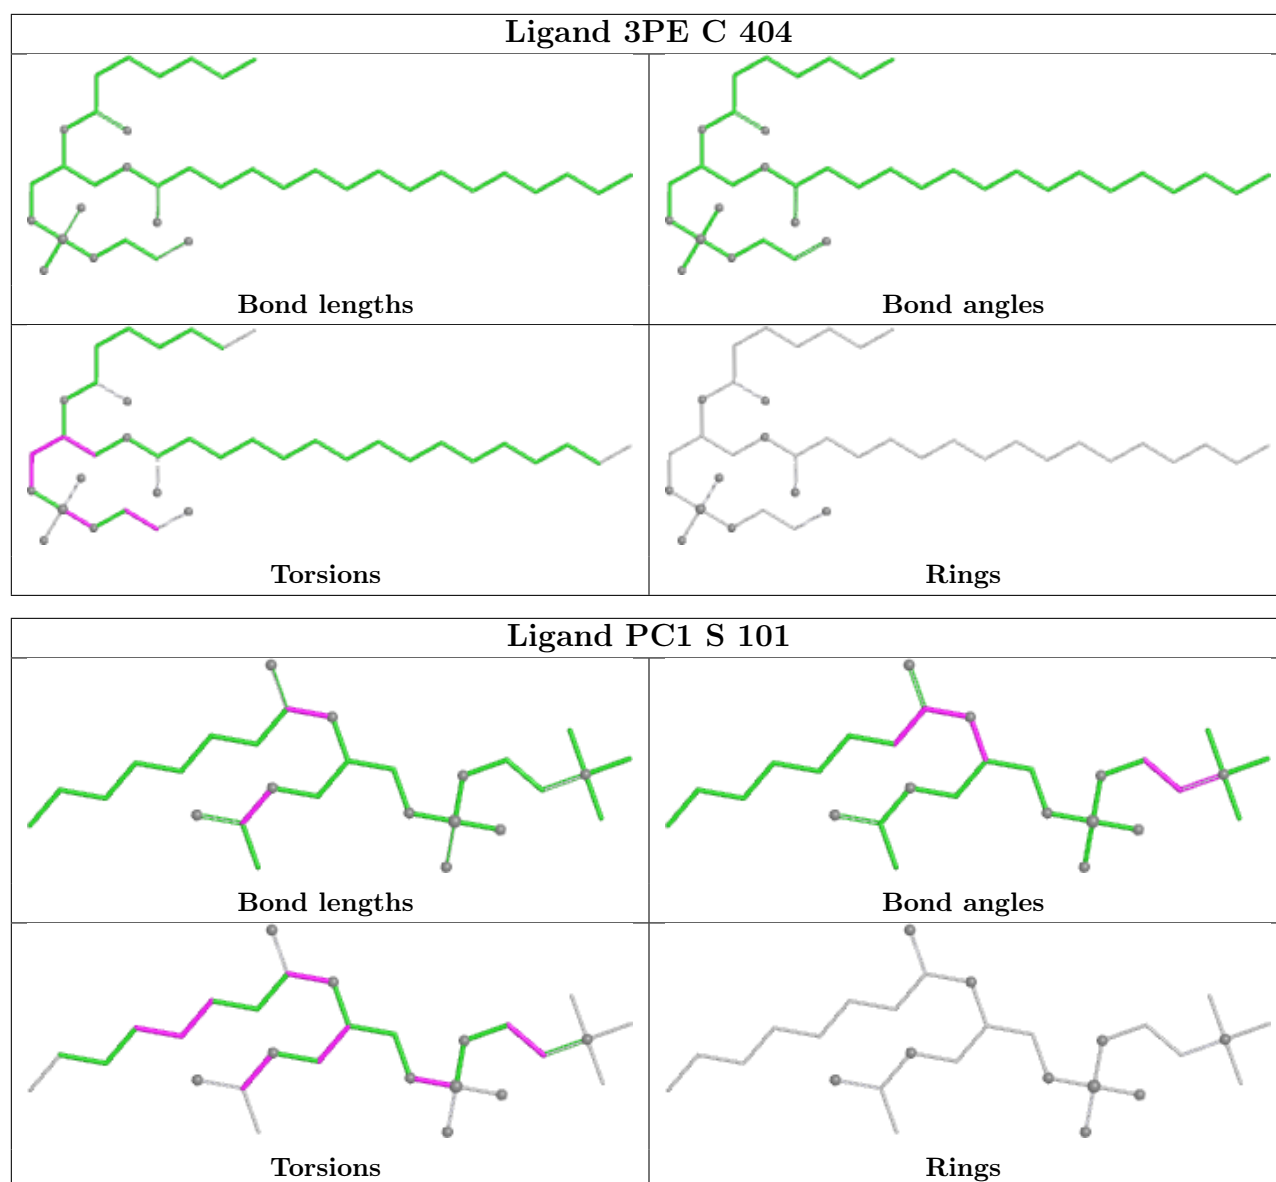 Ligand 3PE C 404
Bond lengths
Bond angles
Torsions
Rings
Ligand PC1 S 101
Bond lengths
Bond angles
Torsions
Rings